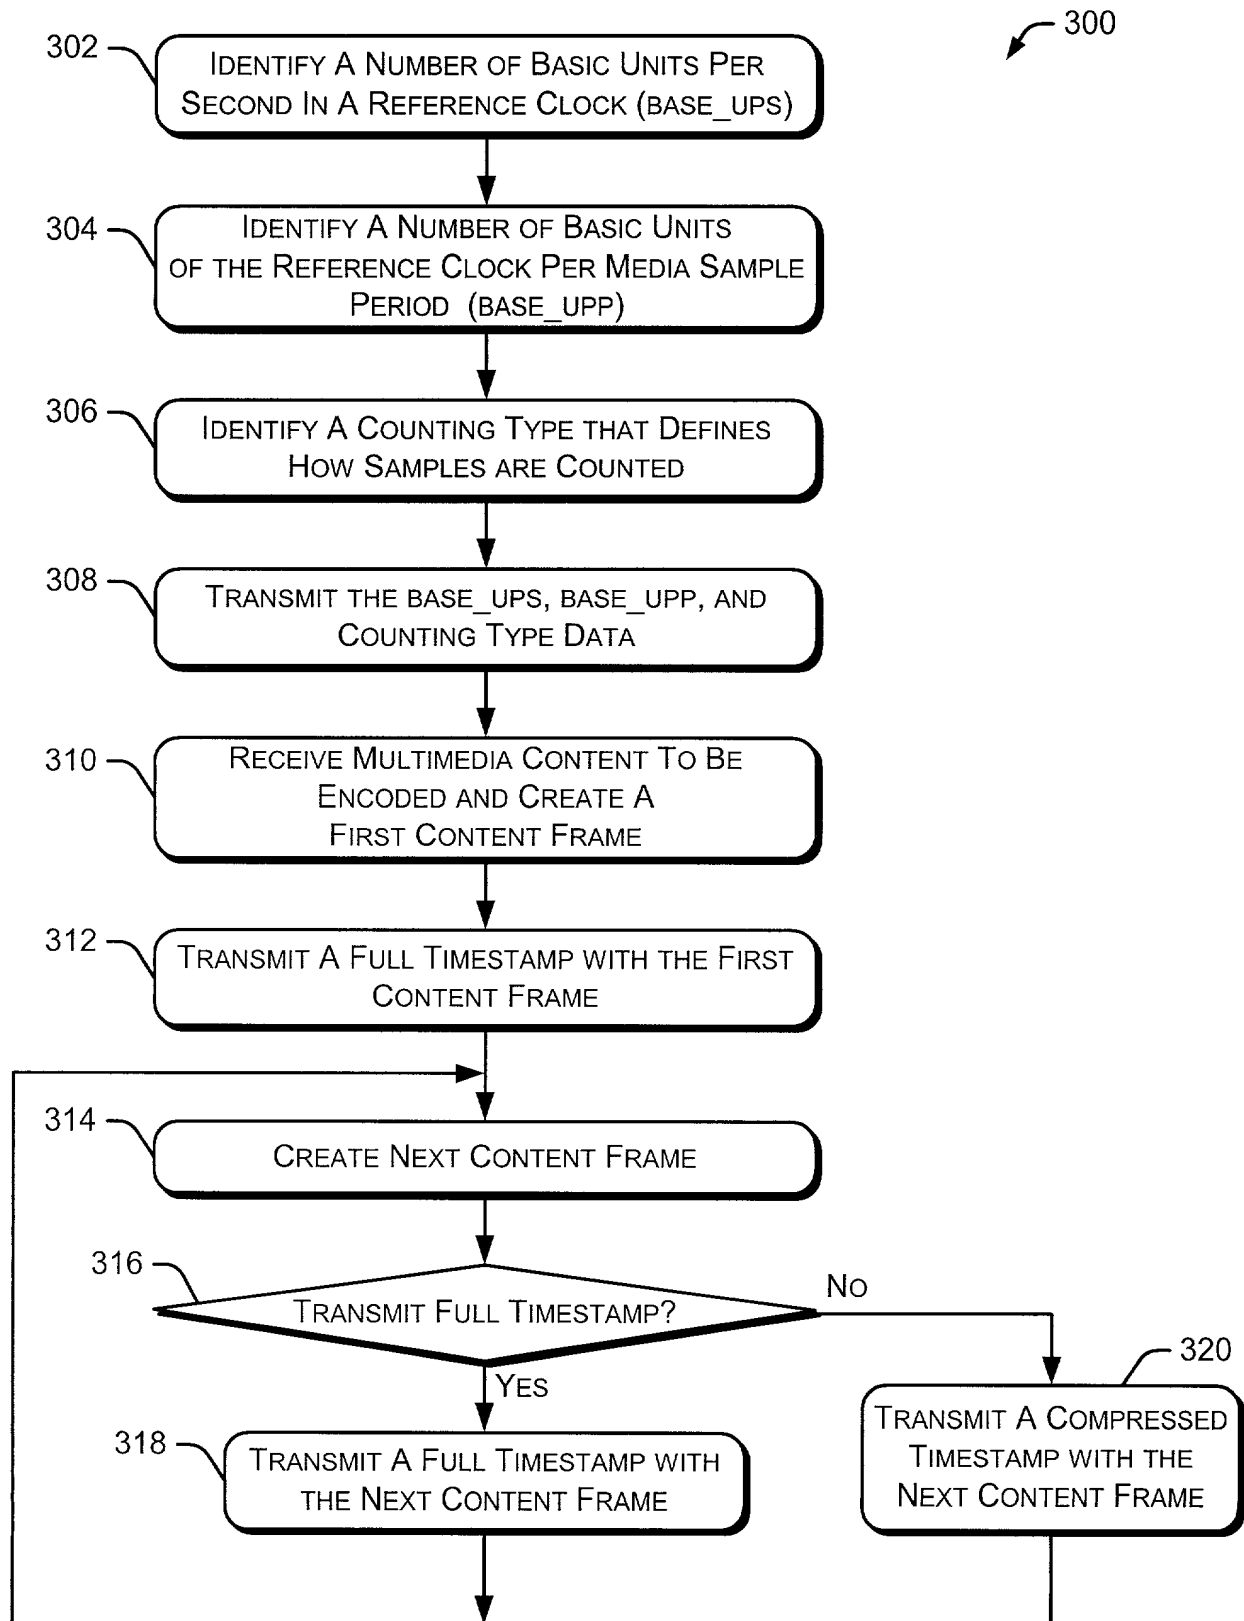 300
302
IDENTIFY A NUMBER OF BASIC UNITS PER
SECOND IN A REFERENCE CLOCK (BASE_UPS)
304
IDENTIFY A NUMBER OF BASIC UNITS
OF THE REFERENCE CLOCK PER MEDIA SAMPLE
PERIOD (BASE_UPP)
306
IDENTIFY A COUNTING TYPE THAT DEFINES
HOW SAMPLES ARE COUNTED
308
TRANSMIT THE BASE_UPS, BASE_UPP, AND
COUNTING TYPE DATA
310
RECEIVE MULTIMEDIA CONTENT TO BE
ENCODED AND CREATE A
FIRST CONTENT FRAME
312
TRANSMIT A FULL TIMESTAMP WITH THE FIRST
CONTENT FRAME
314
CREATE NEXT CONTENT FRAME
316
TRANSMIT FULL TIMESTAMP?
NO
YES
318
TRANSMIT A FULL TIMESTAMP WITH
THE NEXT CONTENT FRAME
320
TRANSMIT A COMPRESSED
TIMESTAMP WITH THE
NEXT CONTENT FRAME